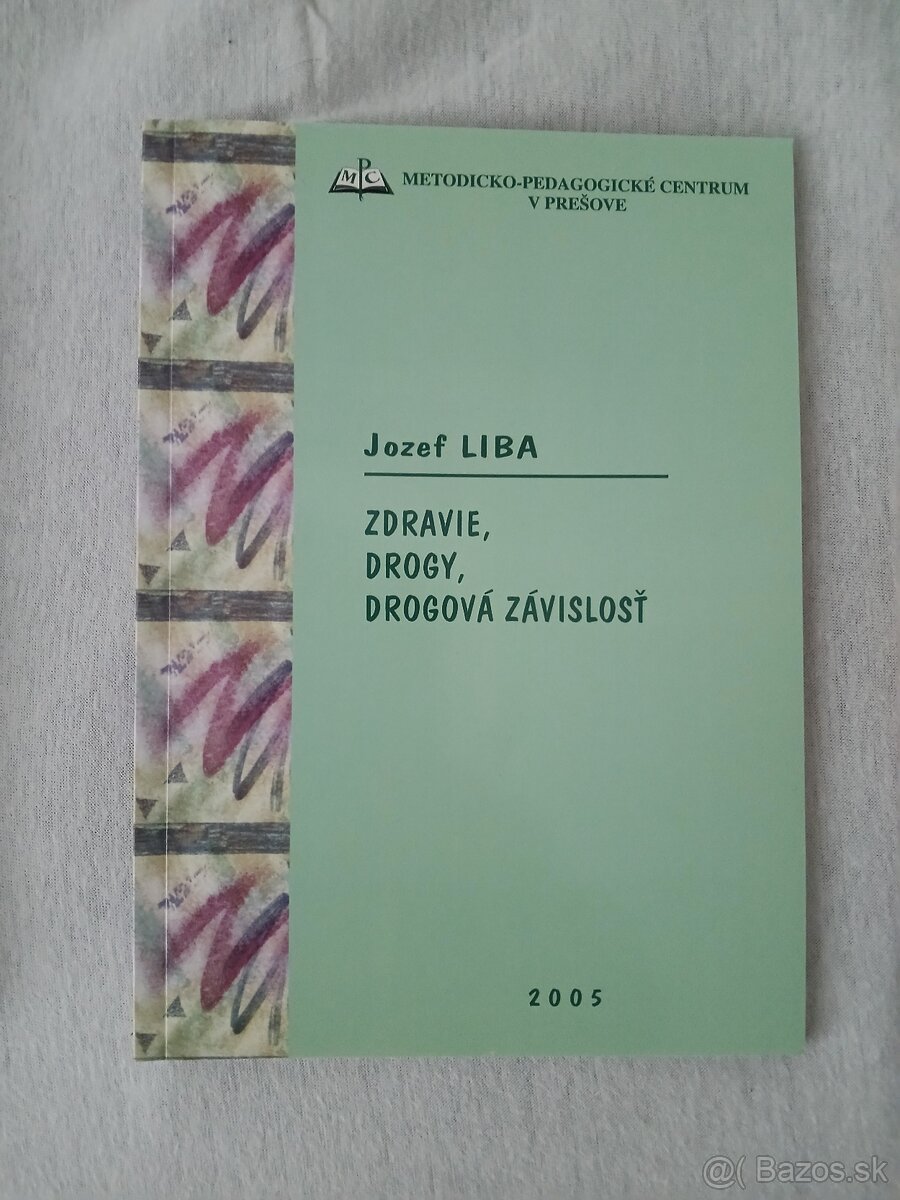 MPC
METODICKO-PEDAGOGICKÉ CENTRUM
V PREŠOVE
Jozef LIBA
ZDRAVIE,
DROGY,
DROGOVÁ ZÁVISLOSŤ
2005
@( Bazos.sk